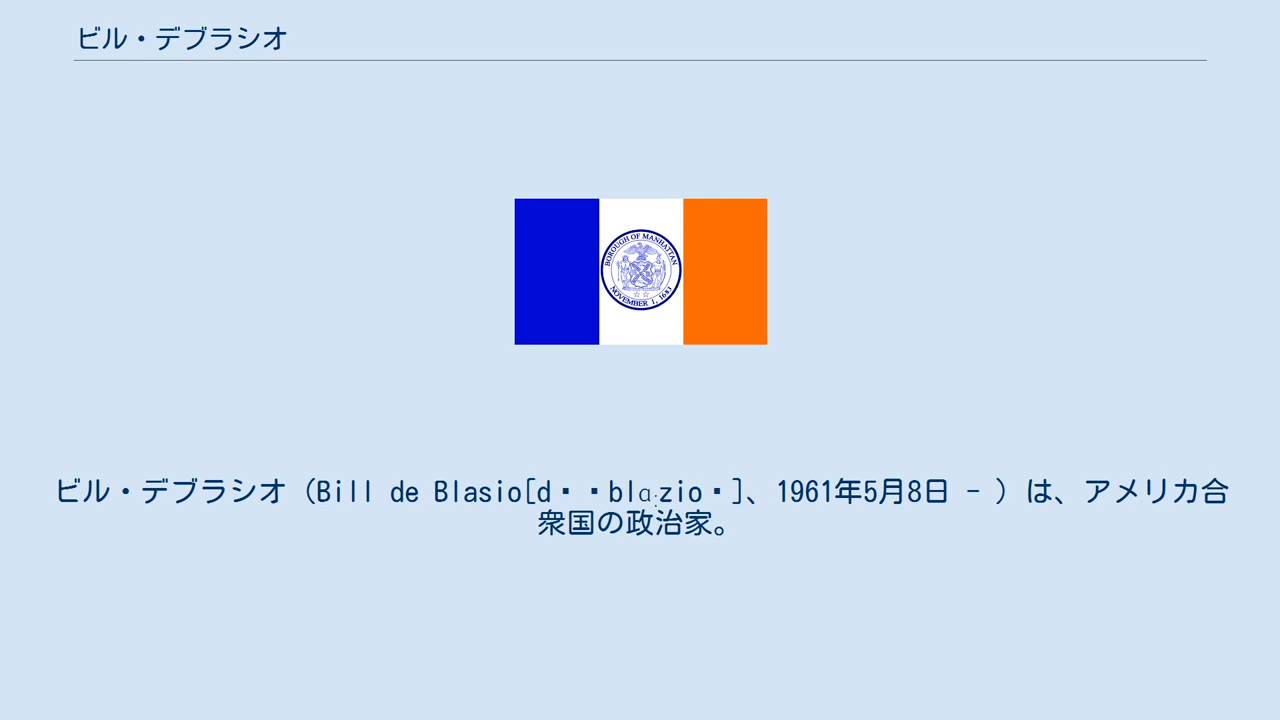 ビル・デブラシオ
BOROUGH OF MANHATTAN
NOVEMBER 1, 1683
ビル・デブラシオ（Bill de Blasio[d▪▪blɑːzio▪]、1961年5月8日 - ）は、アメリカ合
衆国の政治家。